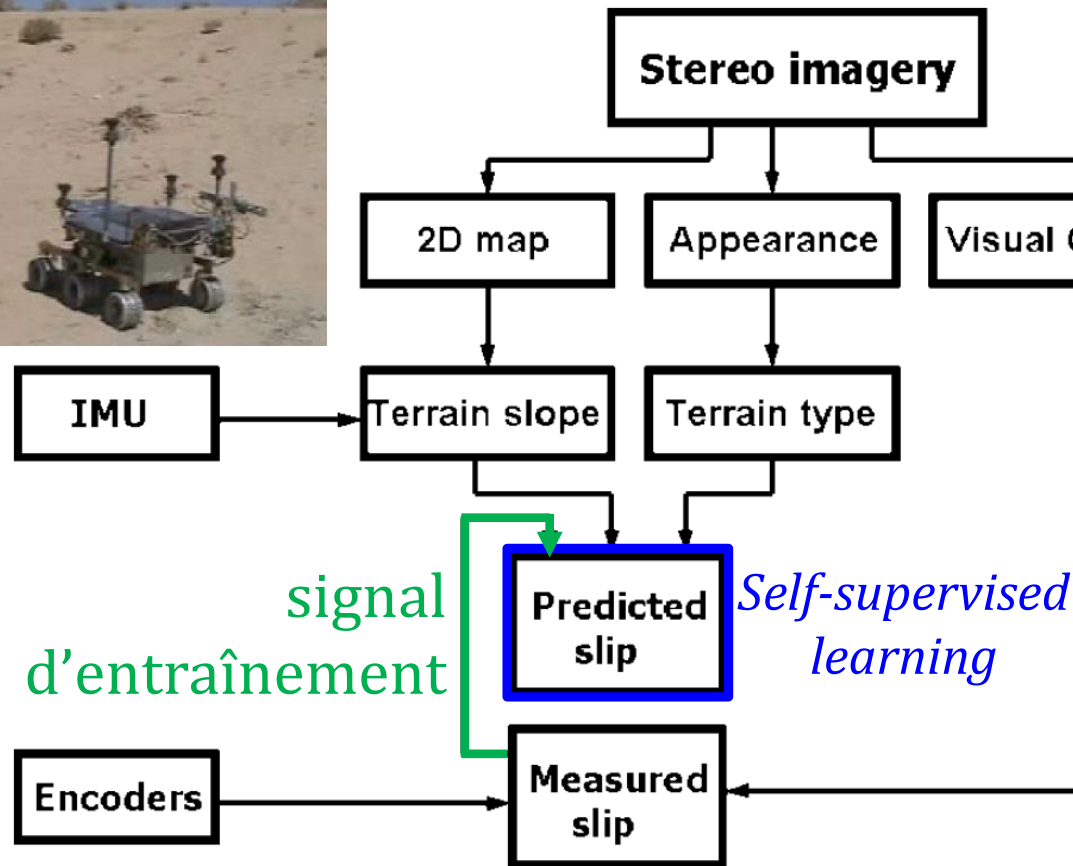 Stereo imagery
2D map
Appearance
Visual
IMU
Terrain slope
Terrain type
signal
d'entraînement
Predicted
slip
Self-supervised
learning
Encoders
Measured
slip